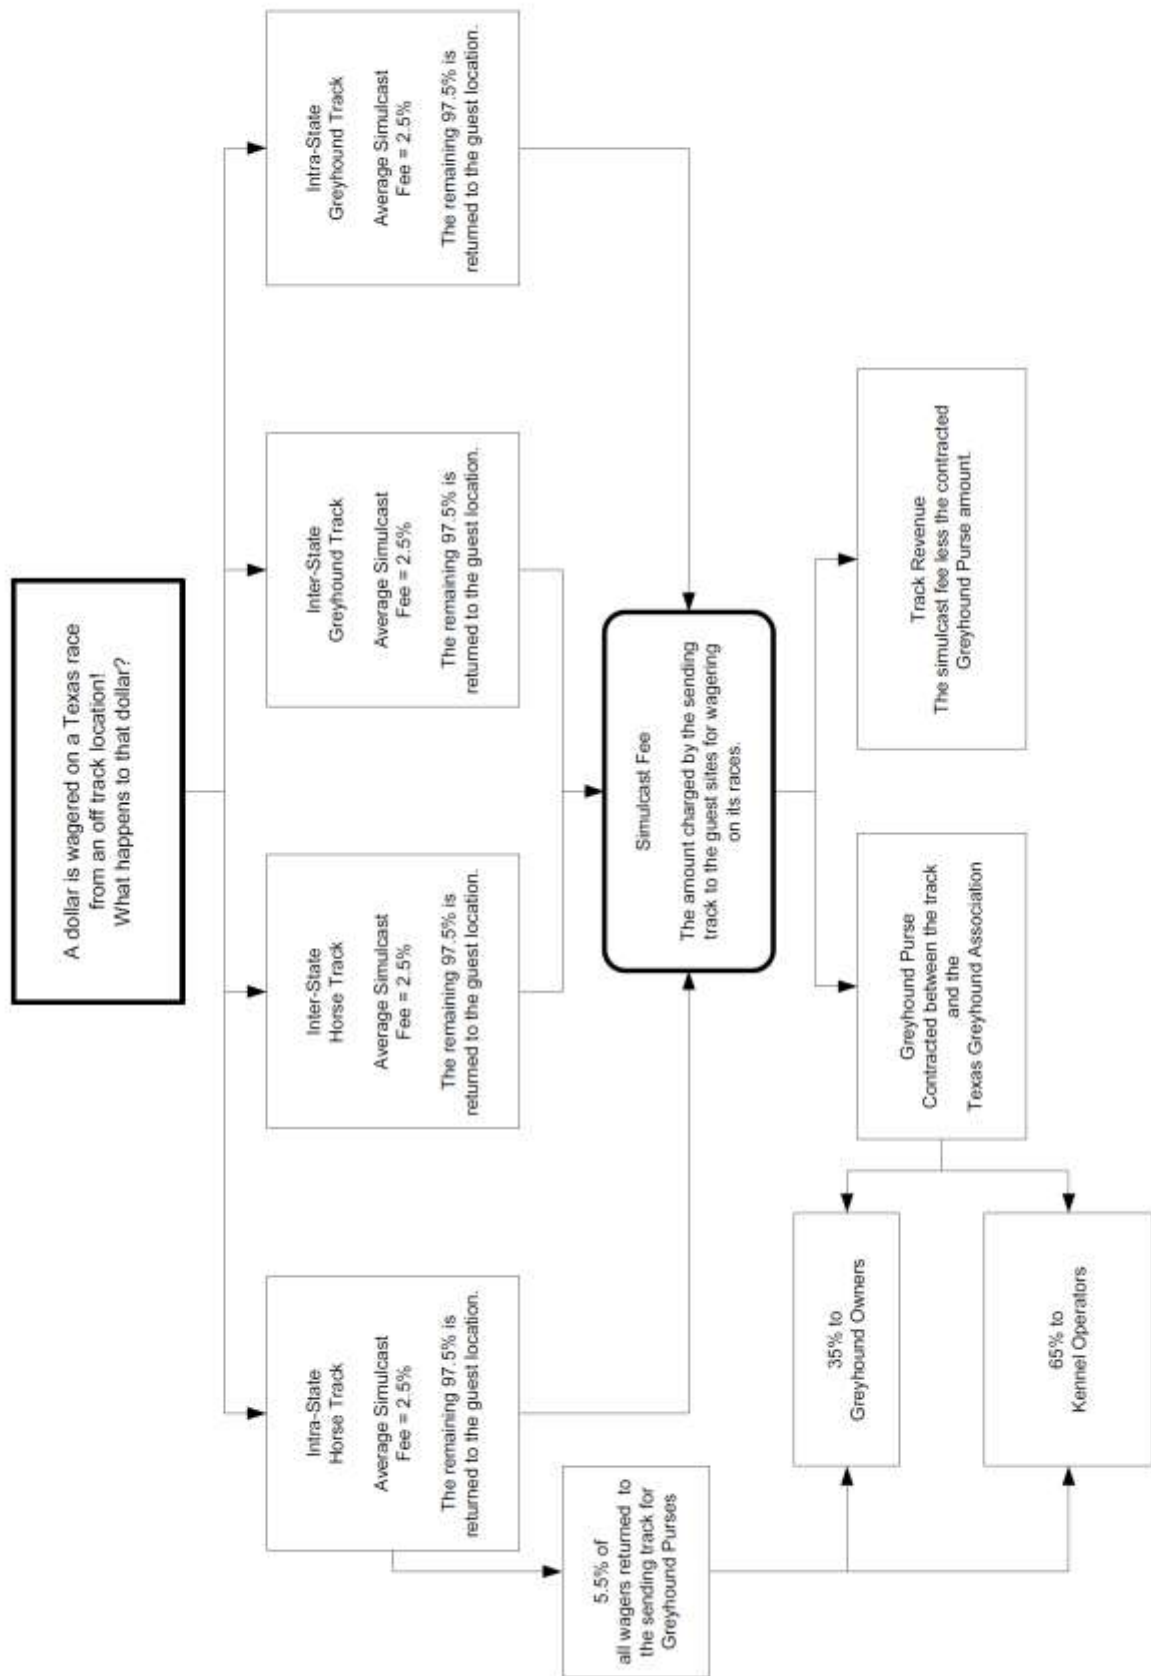 A dollar is wagered on a Texas race
from an off track location!
What happens to that dollar?
Intra-State
Horse Track
Average Simulcast
Fee = 2.5%
The remaining 97.5% is
returned to the guest location.
Inter-State
Horse Track
Average Simulcast
Fee = 2.5%
The remaining 97.5% is
returned to the guest location.
Inter-State
Greyhound Track
Average Simulcast
Fee = 2.5%
The remaining 97.5% is
returned to the guest location.
Intra-State
Greyhound Track
Average Simulcast
Fee = 2.5%
The remaining 97.5% is
returned to the guest location.
5.5% of
all wagers returned to
the sending track for
Greyhound Purses
Simulcast Fee
The amount charged by the sending
track to the guest sites for wagering
on its races.
35% to
Greyhound Owners
65% to
Kennel Operators
Greyhound Purse
Contracted between the track
and the
Texas Greyhound Association
Track Revenue
The simulcast fee less the contracted
Greyhound Purse amount.